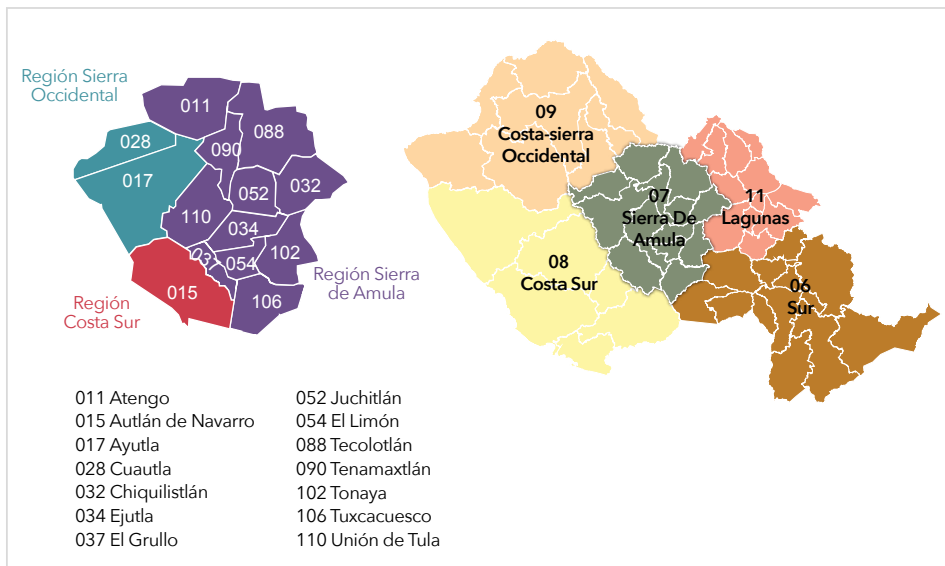 Región Sierra
Occidental
011
088
028
090
017
052
032
110
034
037
054
102
015
106
Región Sierra
de Amula
Región
Costa Sur
09
Costa-sierra
Occidental
07
Sierra De
Amula
11
Lagunas
08
Costa Sur
06
Sur
011 Atengo
015 Autlán de Navarro
017 Ayutla
028 Cuautla
032 Chiquilistlán
034 Ejutla
037 El Grullo
052 Juchitlán
054 El Limón
088 Tecolotlán
090 Tenamaxtlán
102 Tonaya
106 Tuxcacuesco
110 Unión de Tula